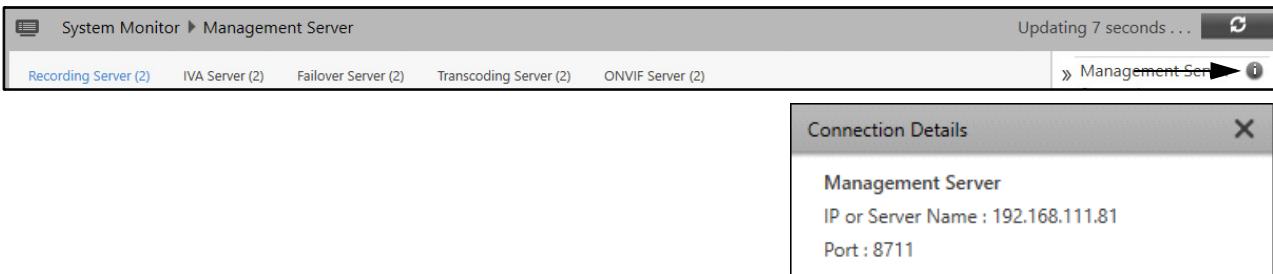 System Monitor Management Server Updating 7 seconds . . .
Recording Server (2) IVA Server (2) Failover Server (2) Transcoding Server (2) ONVIF Server (2) » Management Server
Connection Details
Management Server
IP or Server Name : 192.168.111.81
Port : 8711